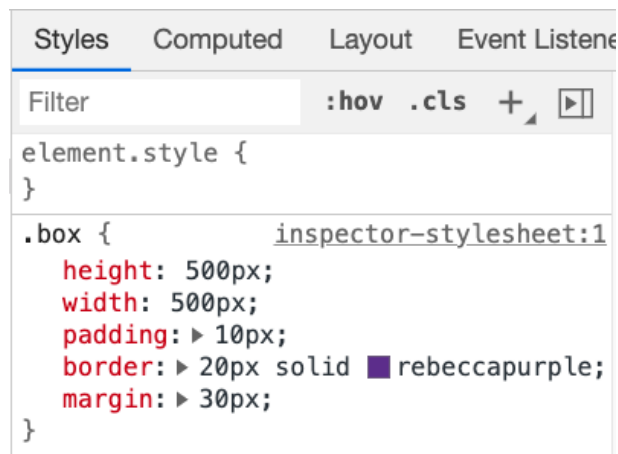 Styles Computed Layout Event Listene
Filter :hov .cls +
element.style {
}
.box { inspector-stylesheet:1
height: 500px;
width: 500px;
padding: 10px;
border: 20px solid rebeccapurple;
margin: 30px;
}